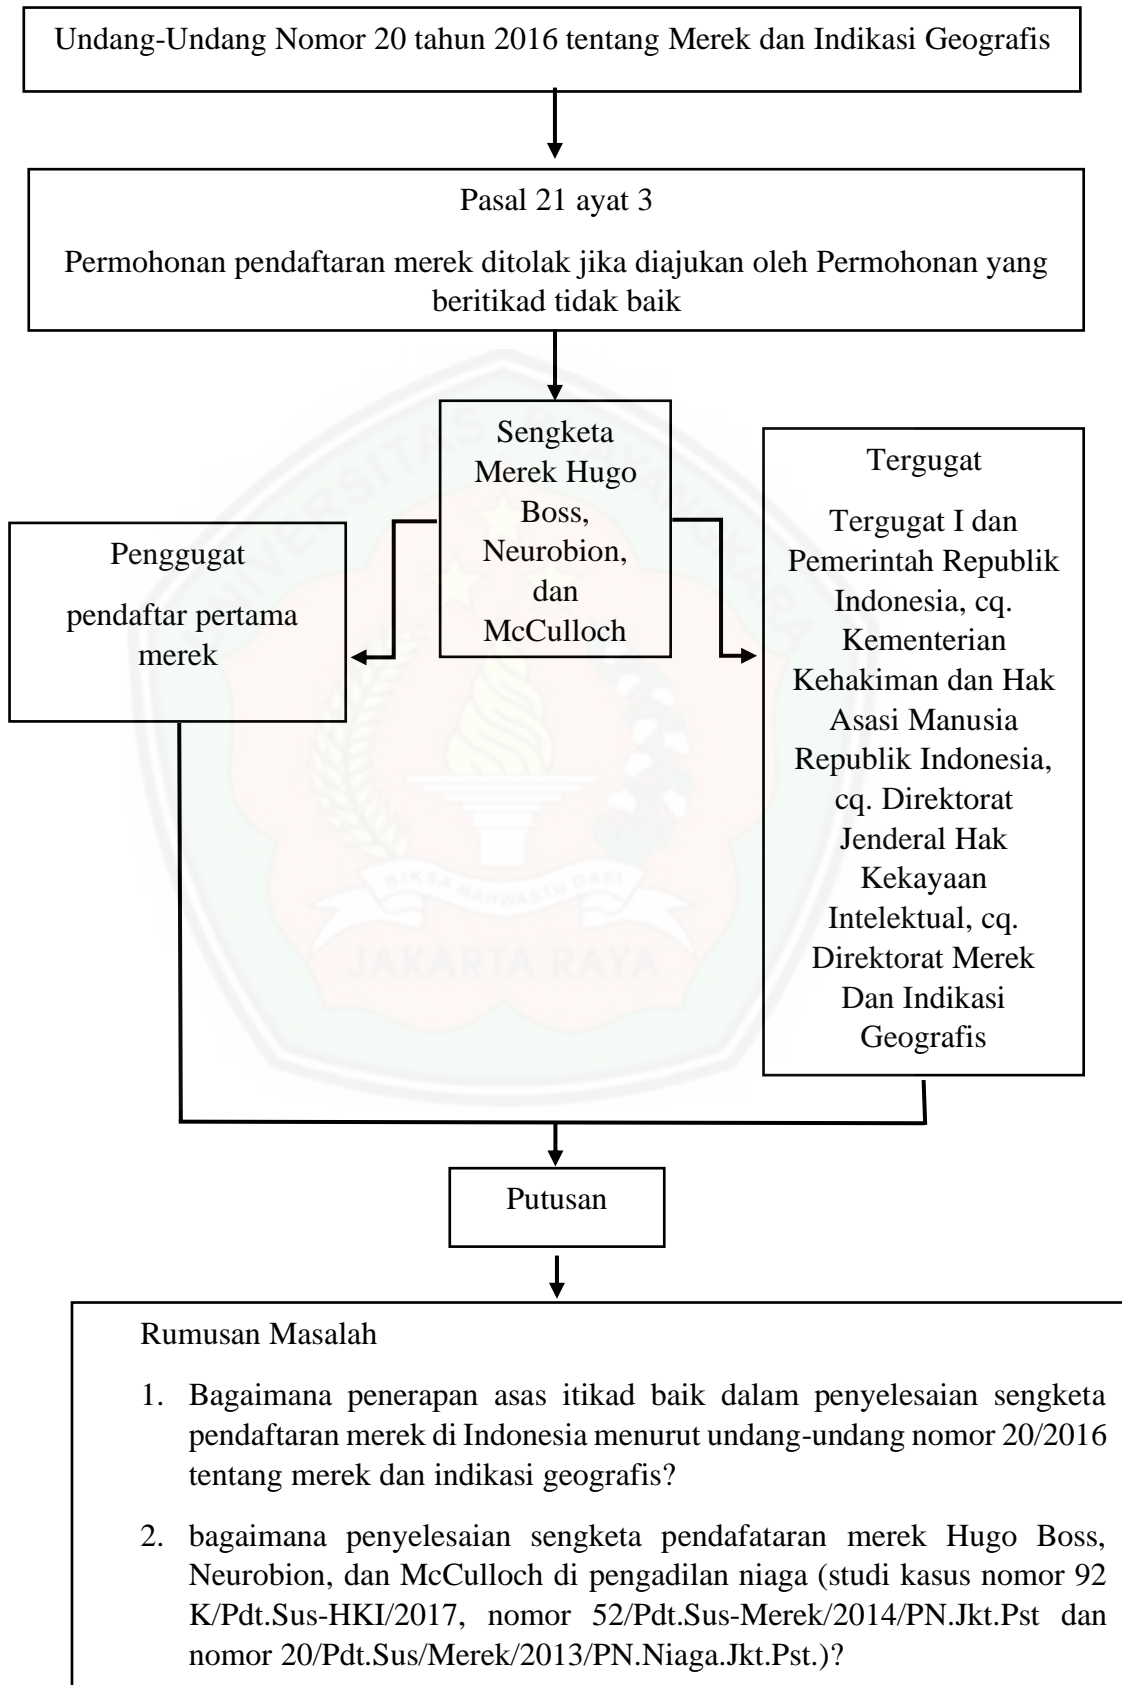 Undang-Undang Nomor 20 tahun 2016 tentang Merek dan Indikasi Geografis
Pasal 21 ayat 3
Permohonan pendaftaran merek ditolak jika diajukan oleh Permohonan yang
beritikad tidak baik
Sengketa
Merek Hugo
Boss,
Neurobion,
dan
McCulloch
Penggugat
pendaftar pertama
merek
Tergugat
Tergugat I dan
Pemerintah Republik
Indonesia, cq.
Kementerian
Kehakiman dan Hak
Asasi Manusia
Republik Indonesia,
cq. Direktorat
Jenderal Hak
Kekayaan
Intelektual, cq.
Direktorat Merek
Dan Indikasi
Geografis
UNIVERSITAS BHAYANGKARA
BIKSA MAHWASTU DASI
JAKARTA RAYA
Putusan
Rumusan Masalah
1. Bagaimana penerapan asas itikad baik dalam penyelesaian sengketa
pendaftaran merek di Indonesia menurut undang-undang nomor 20/2016
tentang merek dan indikasi geografis?
2. bagaimana penyelesaian sengketa pendafataran merek Hugo Boss,
Neurobion, dan McCulloch di pengadilan niaga (studi kasus nomor 92
K/Pdt.Sus-HKI/2017, nomor 52/Pdt.Sus-Merek/2014/PN.Jkt.Pst dan
nomor 20/Pdt.Sus/Merek/2013/PN.Niaga.Jkt.Pst.)?